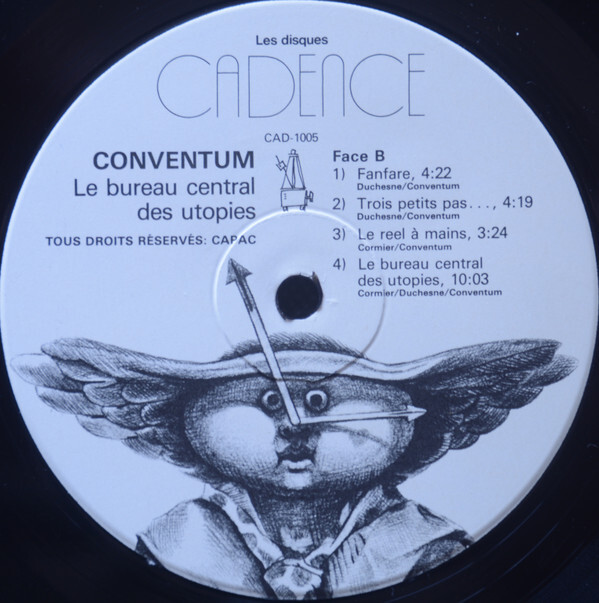 Les disques
CADENCE
CAD-1005
CONVENTUM
Le bureau central
des utopies
TOUS DROITS RÉSERVÉS: CAPAC
Face B
1) Fanfare, 4:22
Duchesne/Conventum
2) Trois petits pas..., 4:19
Duchesne/Conventum
3) Le reel à mains, 3:24
Cormier/Conventum
4) Le bureau central
des utopies, 10:03
Cormier/Duchesne/Conventum